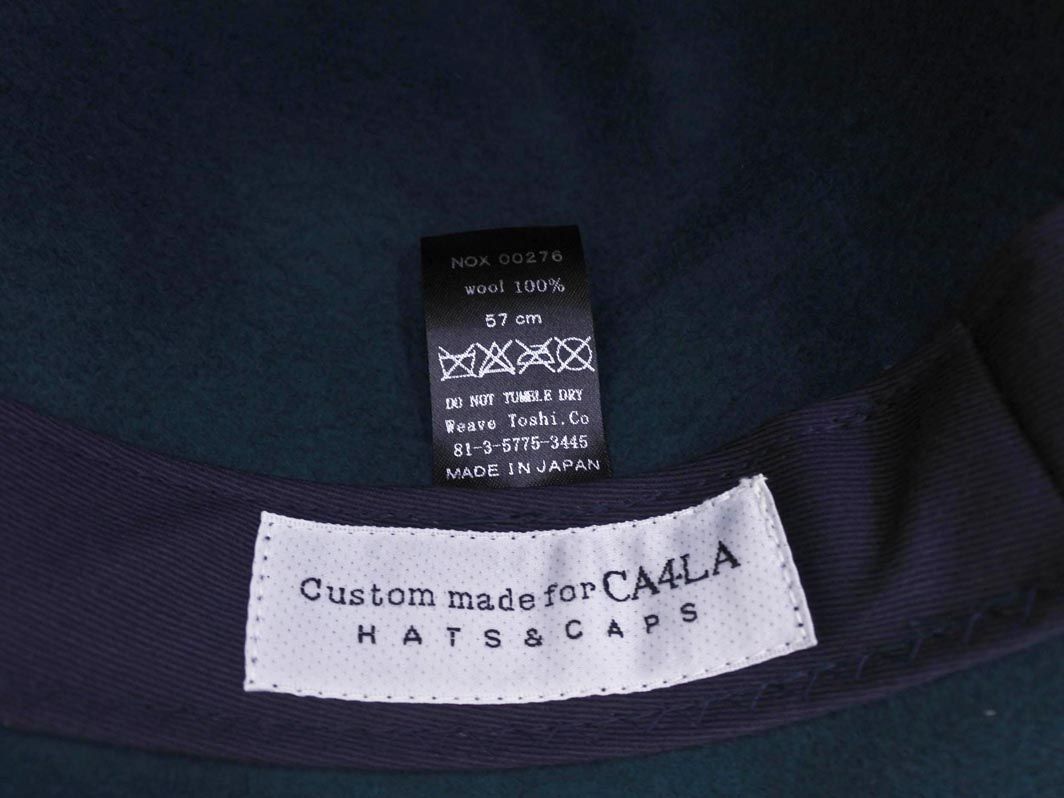 NOX 00276
wool 100%
57 cm
DO NOT TUMBLE DRY
Weave Toshi.Co
81-3-5775-3445
MADE IN JAPAN
Custom made for CA4LA
HATS & CAPS